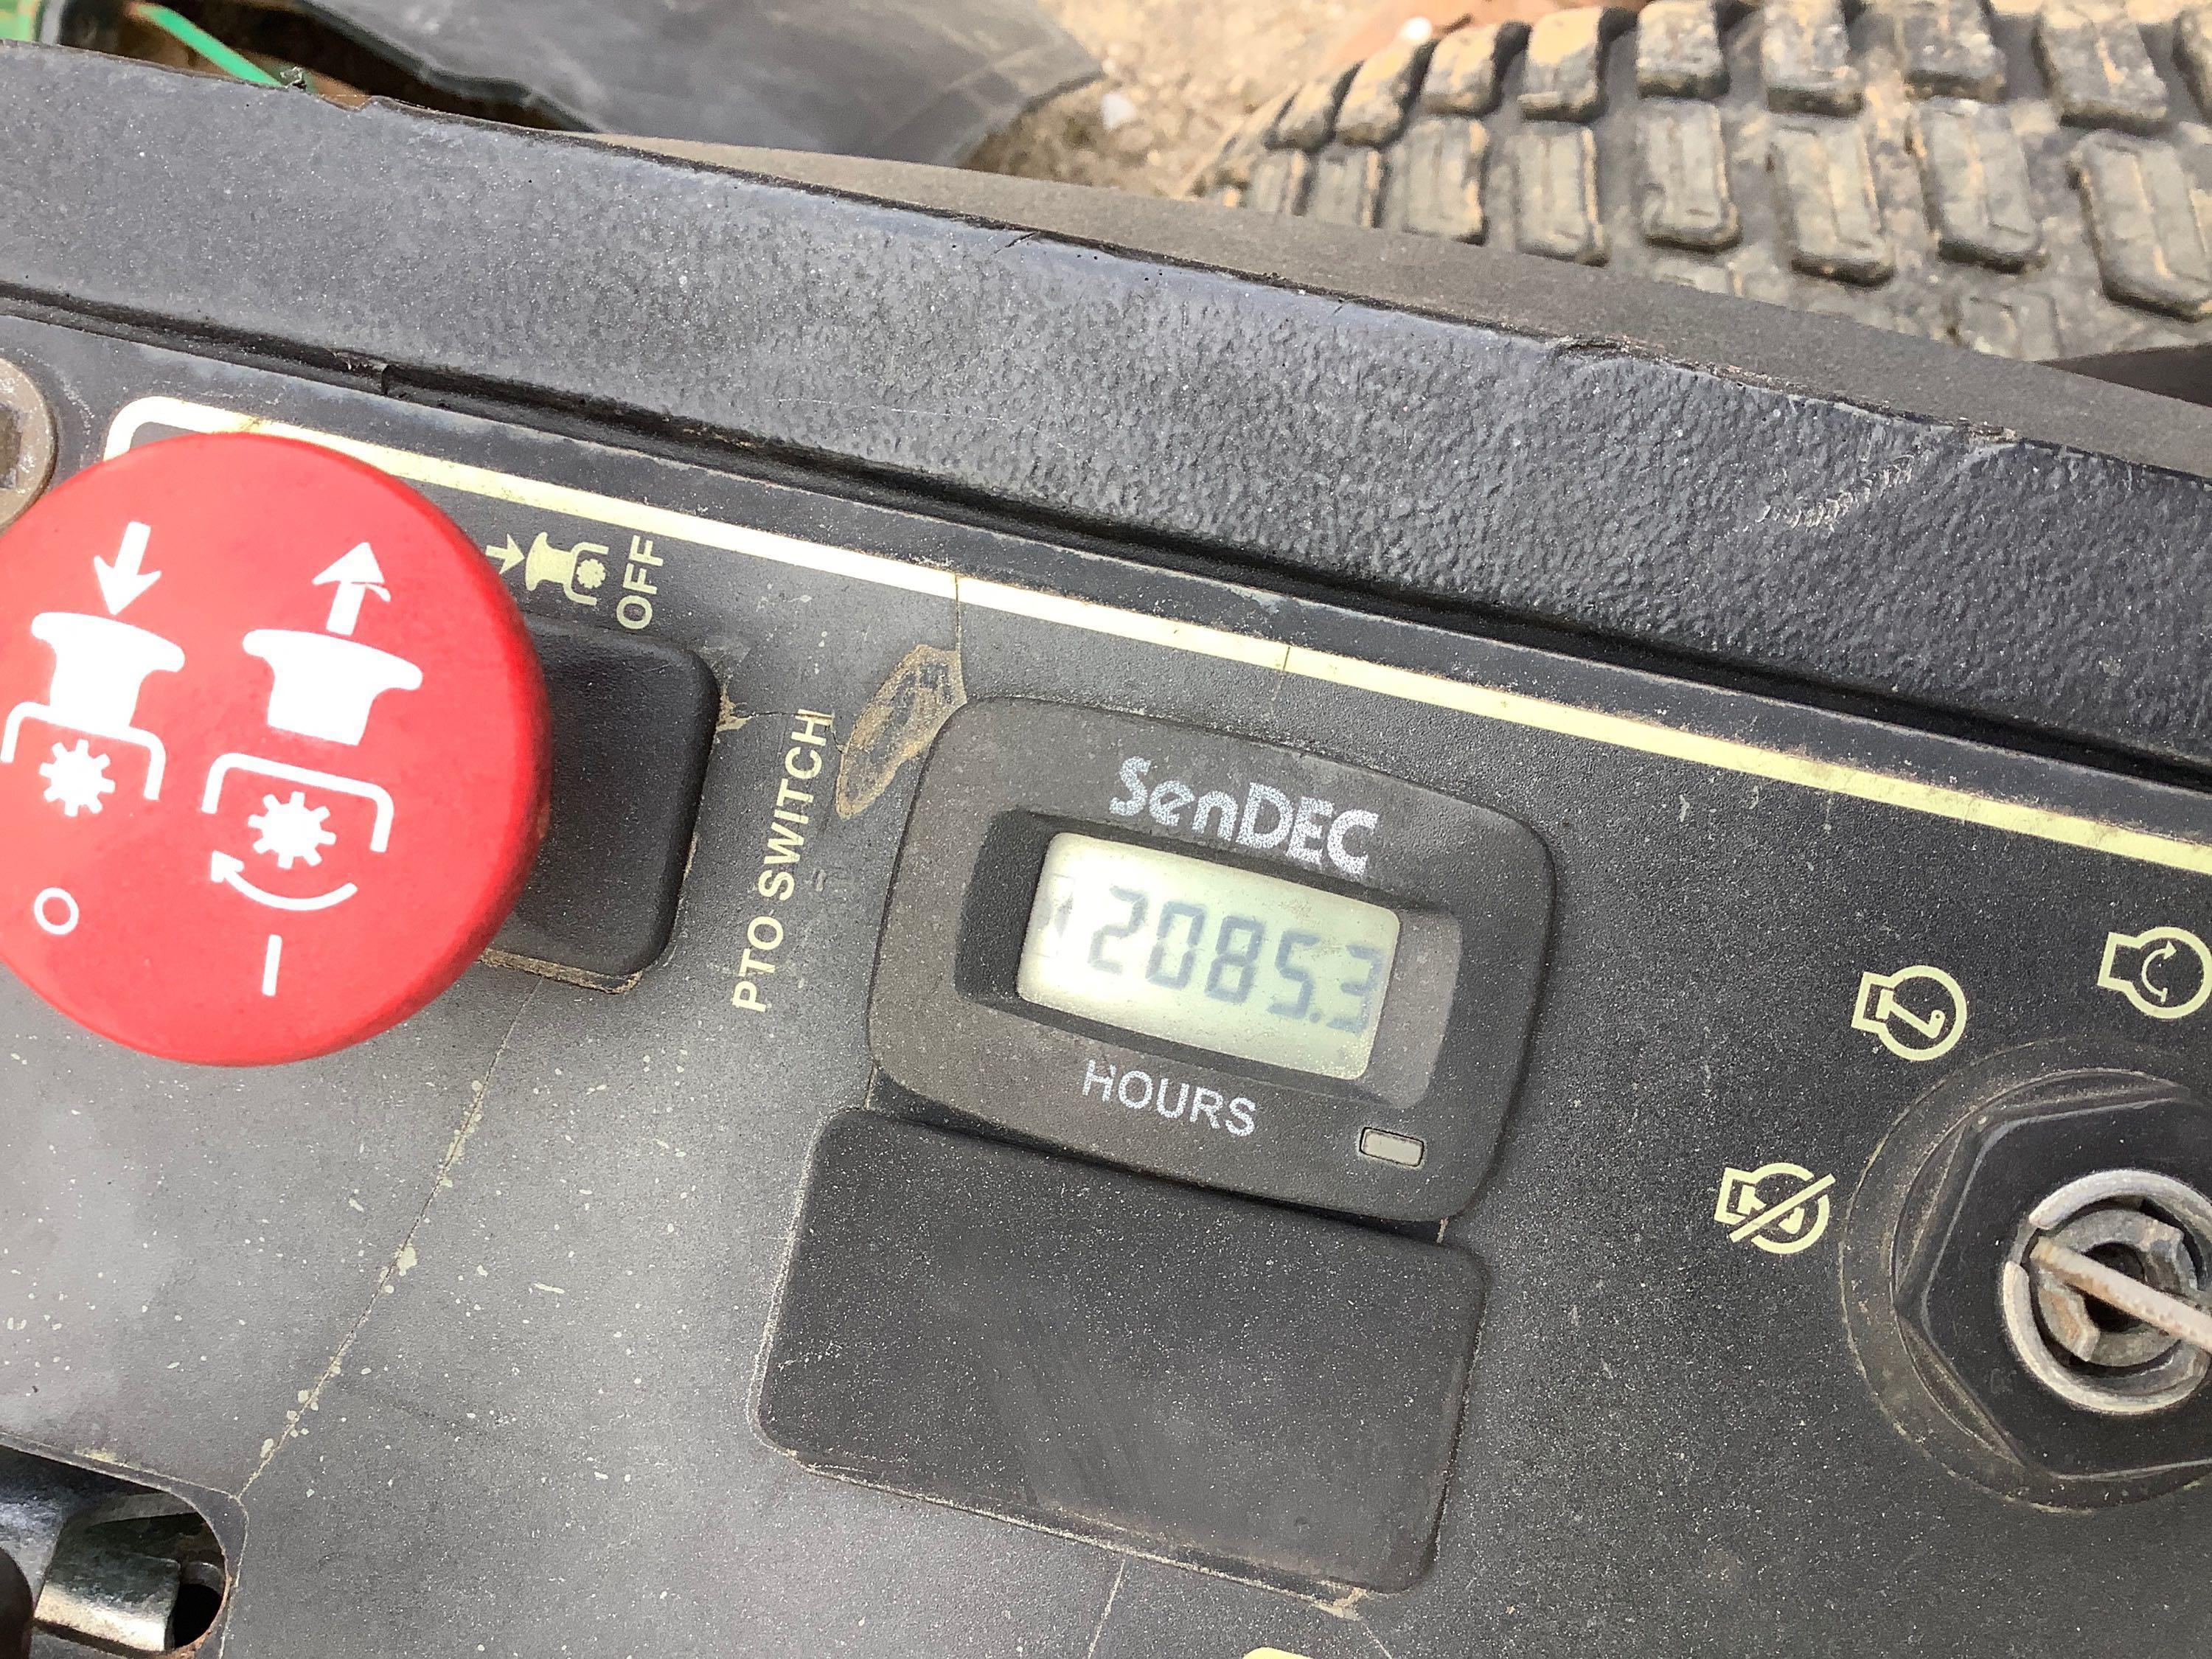 OFF
PTO SWITCH
SenDEC
2085.3
HOURS
O
I